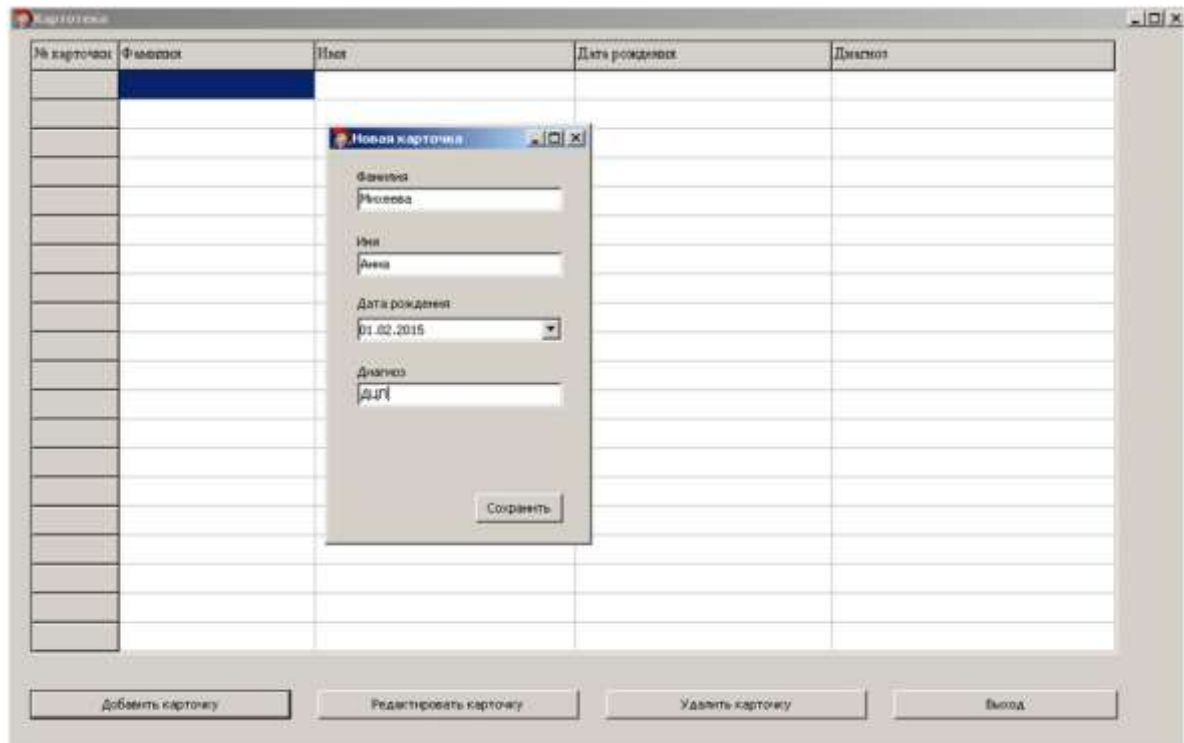 Картотека
№ карточки Фамилия Имя Дата рождения Диагноз
Новая карточка
Фамилия
Михеева
Имя
Анна
Дата рождения
01.02.2015
Диагноз
ДЦП
Сохранить
Добавить карточку Редактировать карточку Удалить карточку Выход